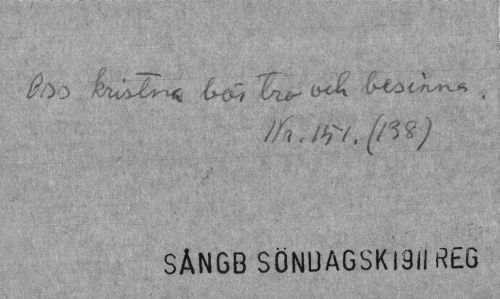 Oss kristna bör tro och besinna.
Nr. 151. (138)
SÅNGB SÖNDAGSK 1911 REG